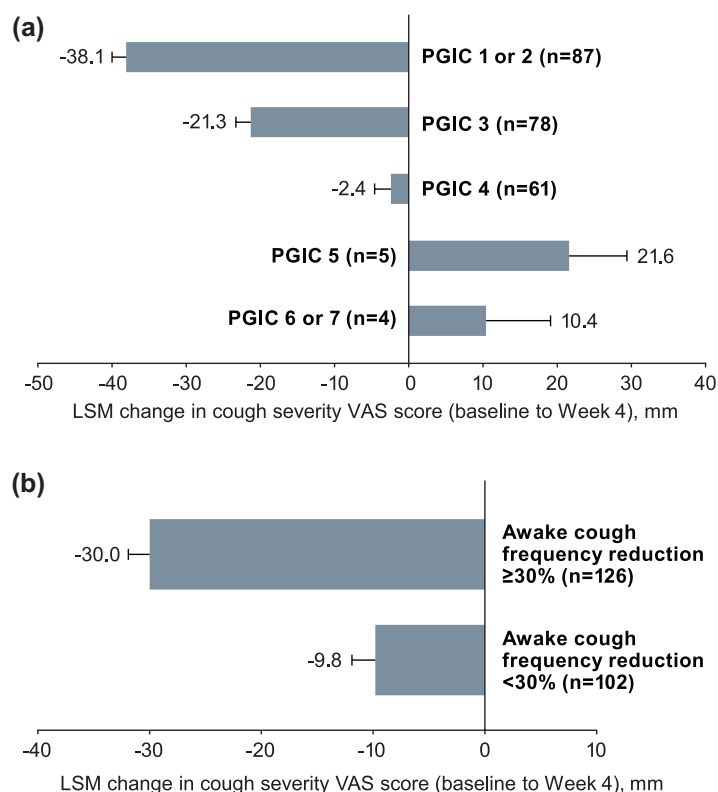 (a)
-38.1
PGIC 1 or 2 (n=87)
-21.3
PGIC 3 (n=78)
-2.4
PGIC 4 (n=61)
PGIC 5 (n=5)
21.6
PGIC 6 or 7 (n=4)
10.4
-50 -40 -30 -20 -10 0 10 20 30 40
LSM change in cough severity VAS score (baseline to Week 4), mm
(b)
-30.0
Awake cough
frequency reduction
≥30% (n=126)
-9.8
Awake cough
frequency reduction
<30% (n=102)
-40 -30 -20 -10 0 10
LSM change in cough severity VAS score (baseline to Week 4), mm